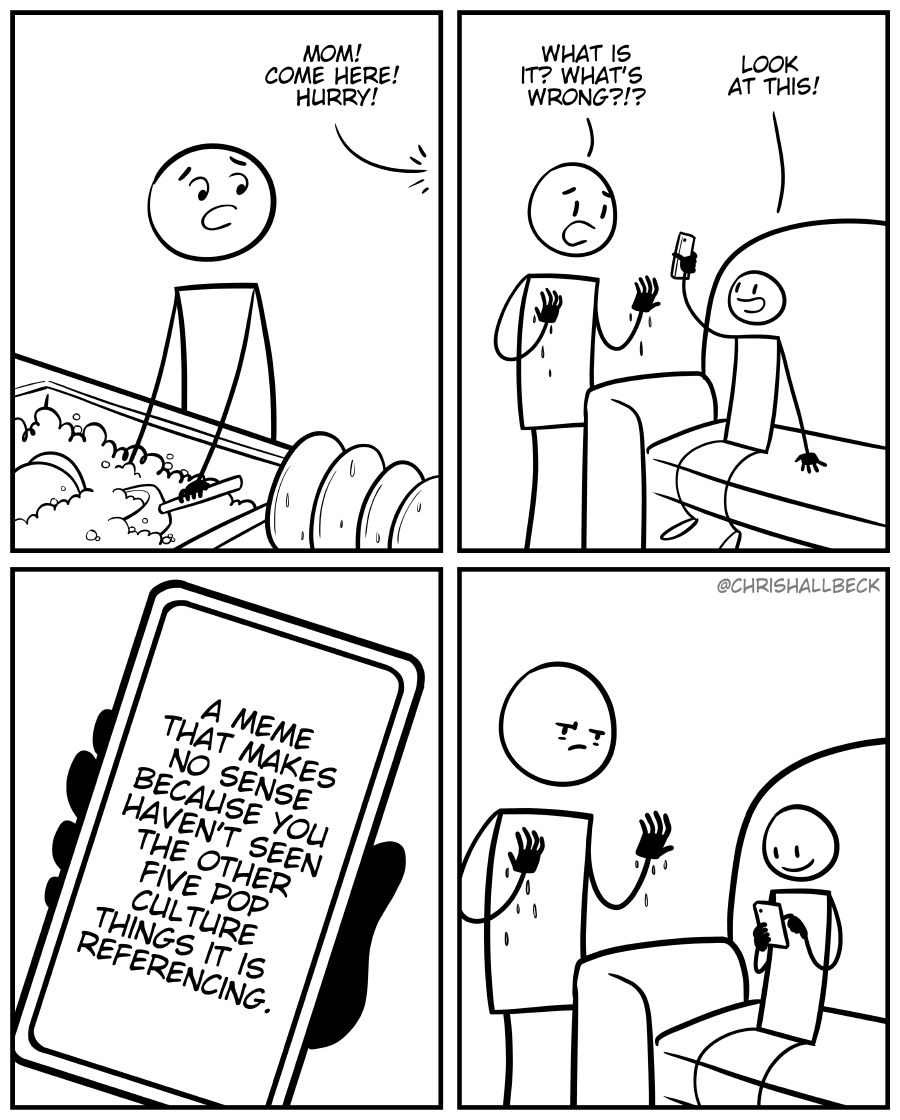 MOM!
COME HERE!
HURRY!
WHAT IS
IT? WHAT'S
WRONG?!?
LOOK
AT THIS!
A MEME
THAT MAKES
NO SENSE
BECAUSE YOU
HAVEN'T SEEN
THE OTHER
FIVE POP
CULTURE
THINGS IT IS
REFERENCING.
@CHRISHALLBECK